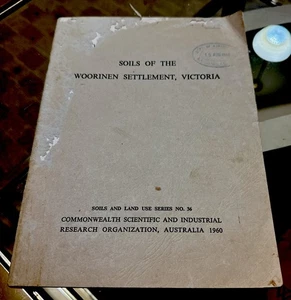 SOILS OF THE
WOORINEN SETTLEMENT, VICTORIA
SOILS AND LAND USE SERIES NO. 36
COMMONWEALTH SCIENTIFIC AND INDUSTRIAL
RESEARCH ORGANIZATION, AUSTRALIA 1960